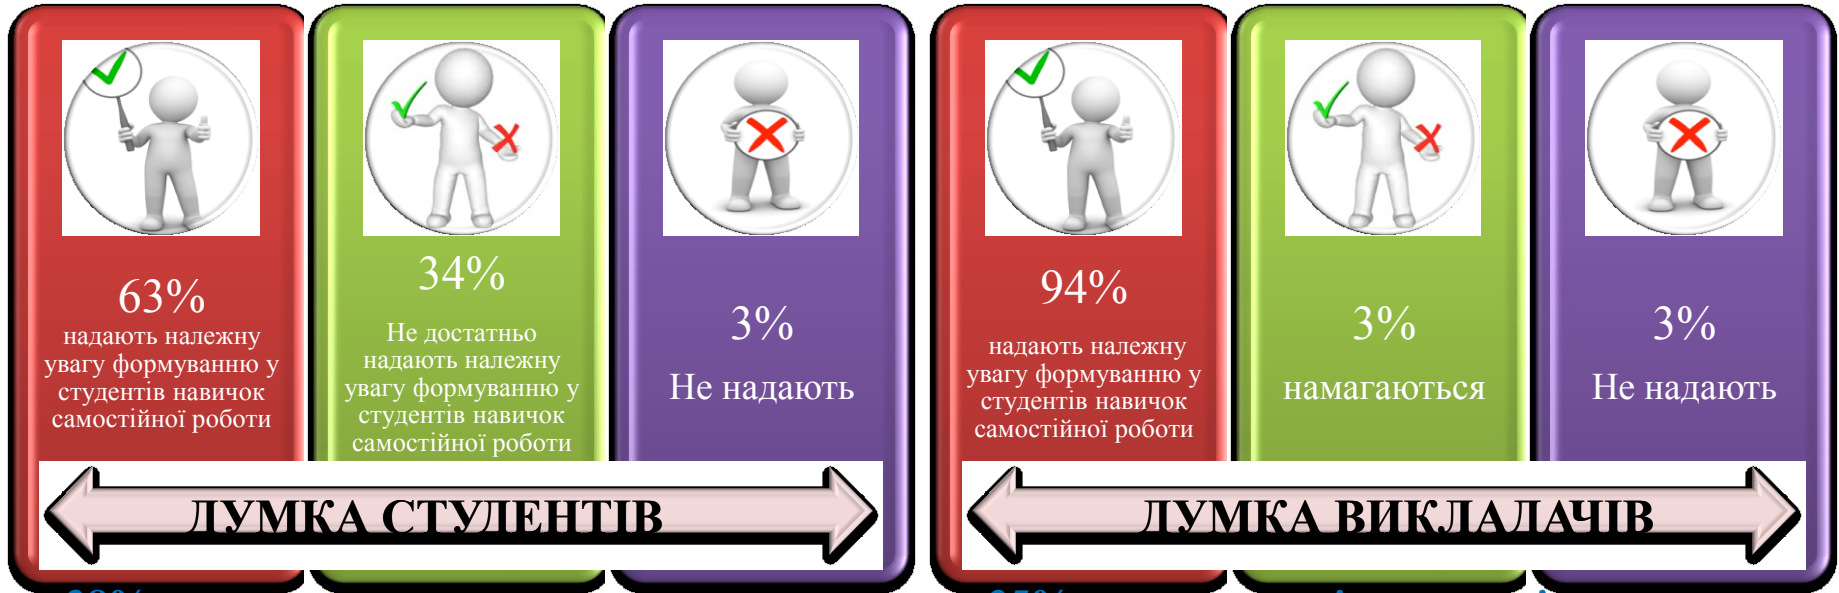 63%
надають належну
увагу формуванню у
студентів навичок
самостійної роботи
34%
Не достатньо
надають належну
увагу формуванню у
студентів навичок
самостійної роботи
3%
Не надають
ДУМКА СТУДЕНТІВ
94%
надають належну
увагу формуванню у
студентів навичок
самостійної роботи
3%
намагаються
3%
Не надають
ДУМКА ВИКЛАДАЧІВ